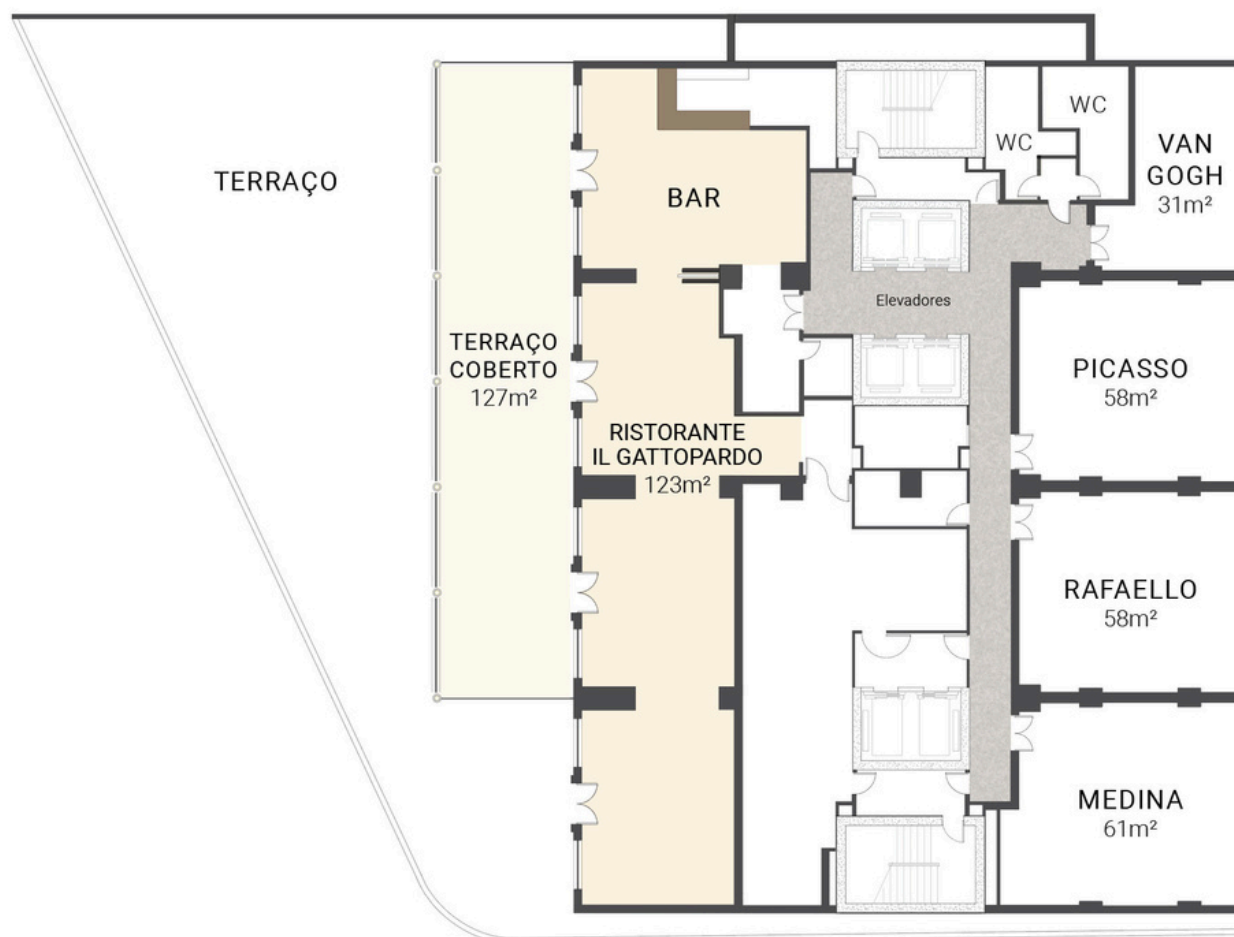 TERRAÇO
TERRAÇO
COBERTO
127m²
BAR
RISTORANTE
IL GATTOPARDO
123m²
Elevadores
WC
WC
VAN
GOGH
31m²
PICASSO
58m²
RAFAELLO
58m²
MEDINA
61m²